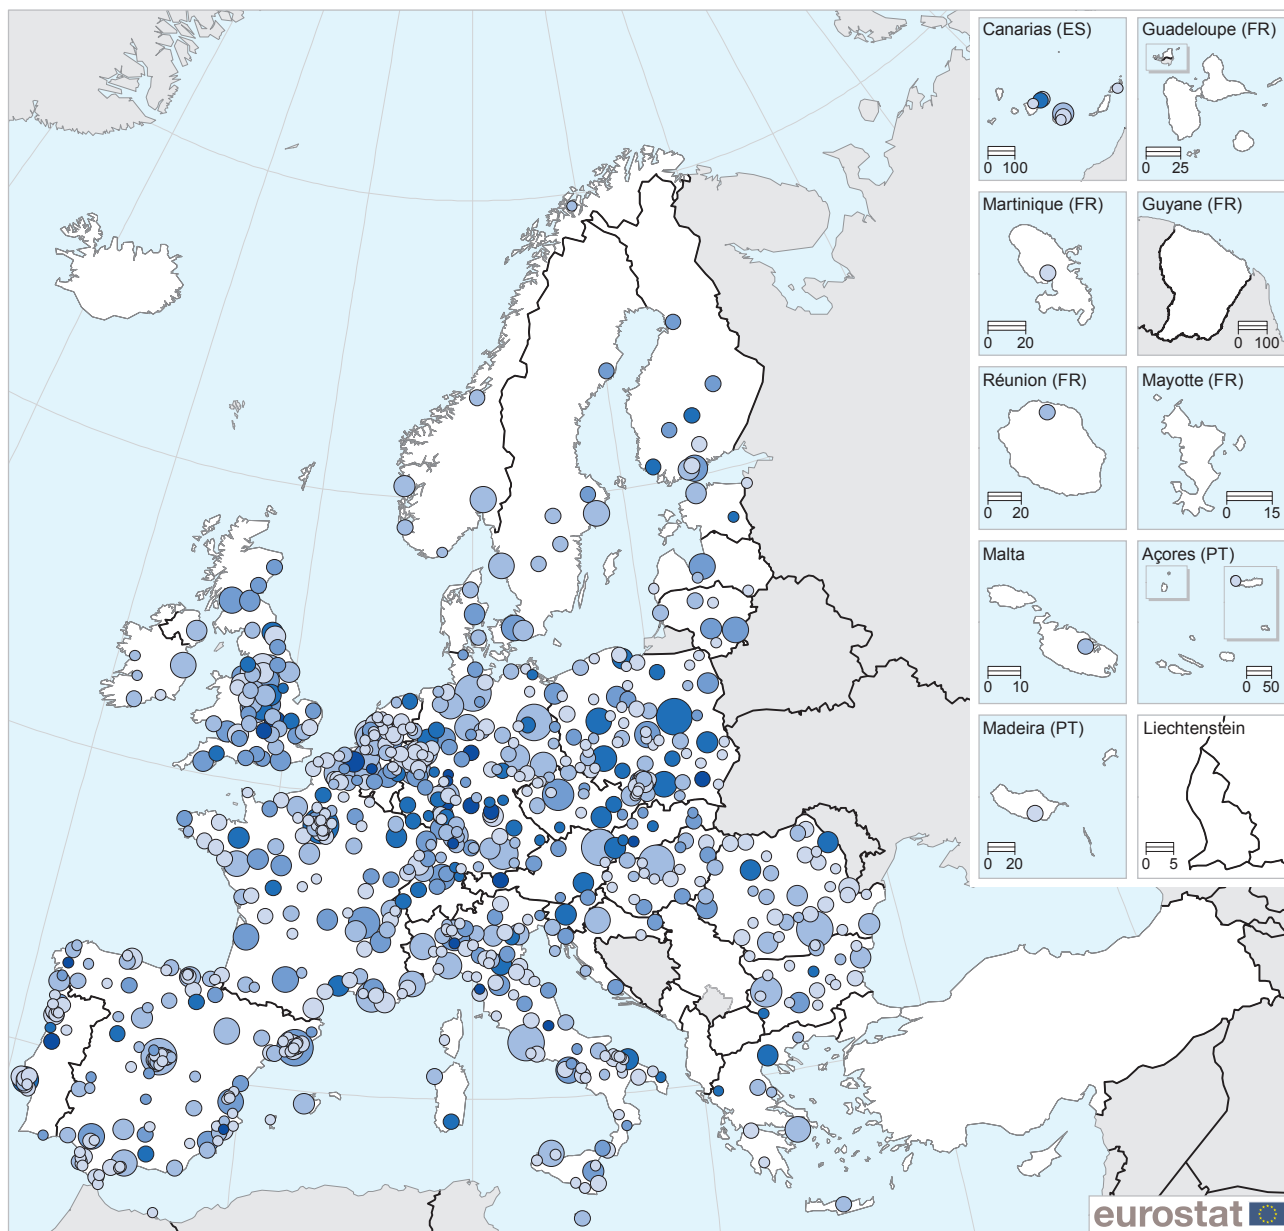 Canarias (ES)
0 100
Guadeloupe (FR)
0 25
Martinique (FR)
0 20
Guyane (FR)
0 100
Réunion (FR)
0 20
Mayotte (FR)
0 15
Malta
0 10
Açores (PT)
0 50
Madeira (PT)
0 20
Liechtenstein
0 5
eurostat